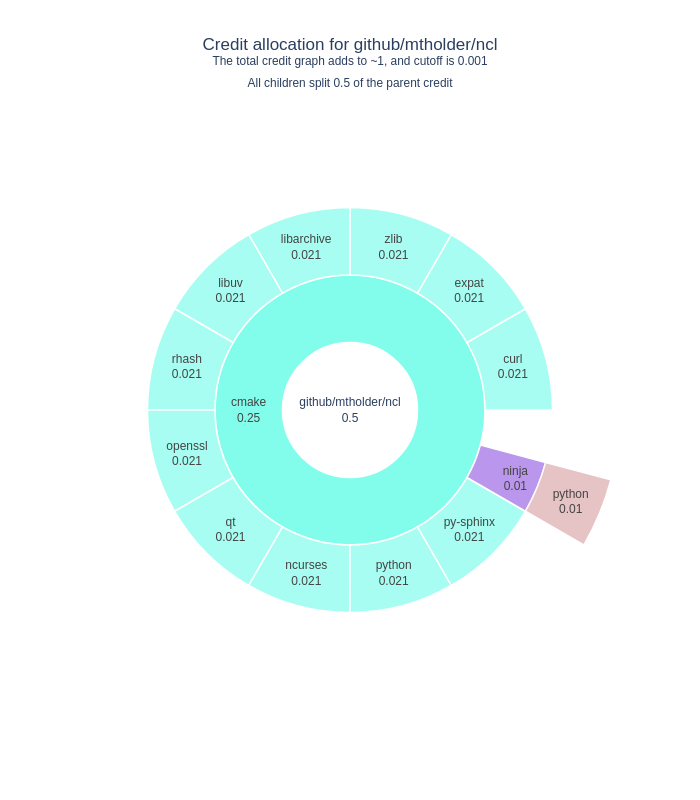 Credit allocation for github/mtholder/ncl
The total credit graph adds to ~1, and cutoff is 0.001
All children split 0.5 of the parent credit
libarchive
0.021
zlib
0.021
libuv
0.021
expat
0.021
rhash
0.021
curl
0.021
cmake
0.25
github/mtholder/ncl
0.5
openssl
0.021
ninja
0.01
python
0.01
qt
0.021
py-sphinx
0.021
ncurses
0.021
python
0.021